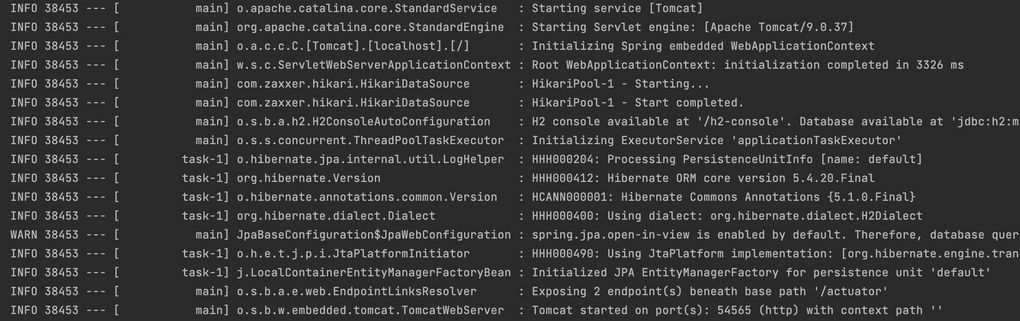 INFO 38453 --- [           main] o.apache.catalina.core.StandardService   : Starting service [Tomcat]
INFO 38453 --- [           main] org.apache.catalina.core.StandardEngine  : Starting Servlet engine: [Apache Tomcat/9.0.37]
INFO 38453 --- [           main] o.a.c.c.C.[Tomcat].[localhost].[/]       : Initializing Spring embedded WebApplicationContext
INFO 38453 --- [           main] w.s.c.ServletWebServerApplicationContext : Root WebApplicationContext: initialization completed in 3326 ms
INFO 38453 --- [           main] com.zaxxer.hikari.HikariDataSource       : HikariPool-1 - Starting...
INFO 38453 --- [           main] com.zaxxer.hikari.HikariDataSource       : HikariPool-1 - Start completed.
INFO 38453 --- [           main] o.s.b.a.h2.H2ConsoleAutoConfiguration    : H2 console available at '/h2-console'. Database available at 'jdbc:h2:m
INFO 38453 --- [           main] o.s.s.concurrent.ThreadPoolTaskExecutor  : Initializing ExecutorService 'applicationTaskExecutor'
INFO 38453 --- [         task-1] o.hibernate.jpa.internal.util.LogHelper  : HHH000204: Processing PersistenceUnitInfo [name: default]
INFO 38453 --- [         task-1] org.hibernate.Version                    : HHH000412: Hibernate ORM core version 5.4.20.Final
INFO 38453 --- [         task-1] o.hibernate.annotations.common.Version   : HCANN000001: Hibernate Commons Annotations {5.1.0.Final}
INFO 38453 --- [         task-1] org.hibernate.dialect.Dialect            : HHH000400: Using dialect: org.hibernate.dialect.H2Dialect
WARN 38453 --- [           main] JpaBaseConfiguration$JpaWebConfiguration : spring.jpa.open-in-view is enabled by default. Therefore, database quer
INFO 38453 --- [         task-1] o.h.e.t.j.p.i.JtaPlatformInitiator       : HHH000490: Using JtaPlatform implementation: [org.hibernate.engine.tran
INFO 38453 --- [         task-1] j.LocalContainerEntityManagerFactoryBean : Initialized JPA EntityManagerFactory for persistence unit 'default'
INFO 38453 --- [           main] o.s.b.a.e.web.EndpointLinksResolver      : Exposing 2 endpoint(s) beneath base path '/actuator'
INFO 38453 --- [           main] o.s.b.w.embedded.tomcat.TomcatWebServer  : Tomcat started on port(s): 54565 (http) with context path ''